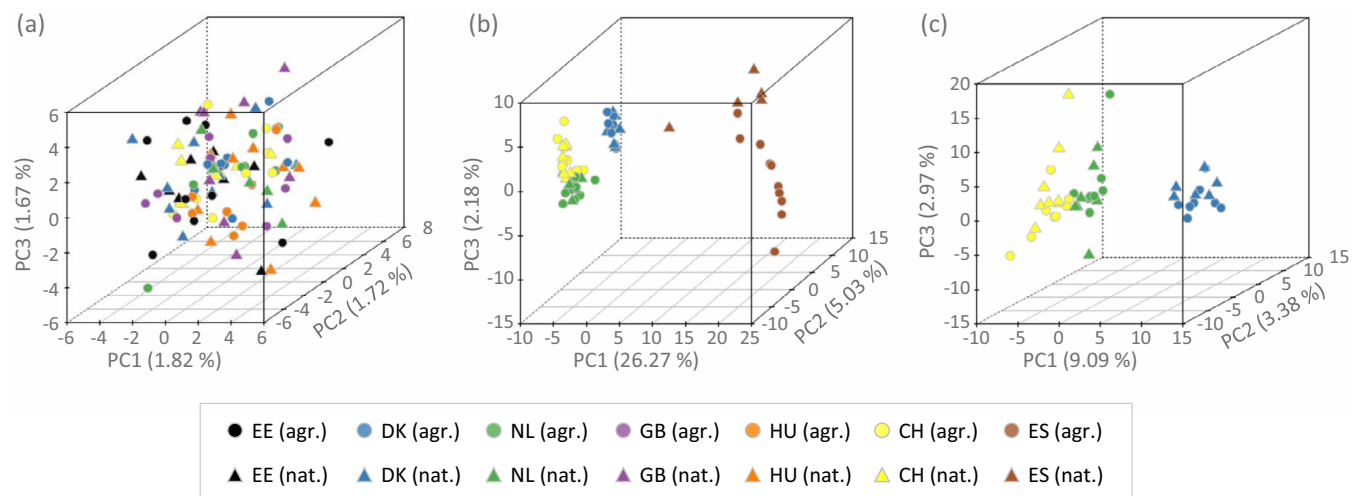 (a)
(b)
(c)
6
4
2
0
-2
-4
-6
PC3 (1.67 %)
-6 -4 -2 0 2 4 6
PC1 (1.82 %)
-6 -4 -2 0 2 4 6 8
PC2 (1.72 %)
10
5
0
-5
-10
-15
PC3 (2.18 %)
-10 -5 0 5 10 15 20 25
PC1 (26.27 %)
-10 -5 0 5 10 15
PC2 (5.03 %)
20
15
10
5
0
-5
-10
-15
PC3 (2.97 %)
-10 -5 0 5 10 15
PC1 (9.09 %)
-10 -5 0 5 10 15
PC2 (3.38 %)
EE (agr.) DK (agr.) NL (agr.) GB (agr.) HU (agr.) CH (agr.) ES (agr.)
EE (nat.) DK (nat.) NL (nat.) GB (nat.) HU (nat.) CH (nat.) ES (nat.)